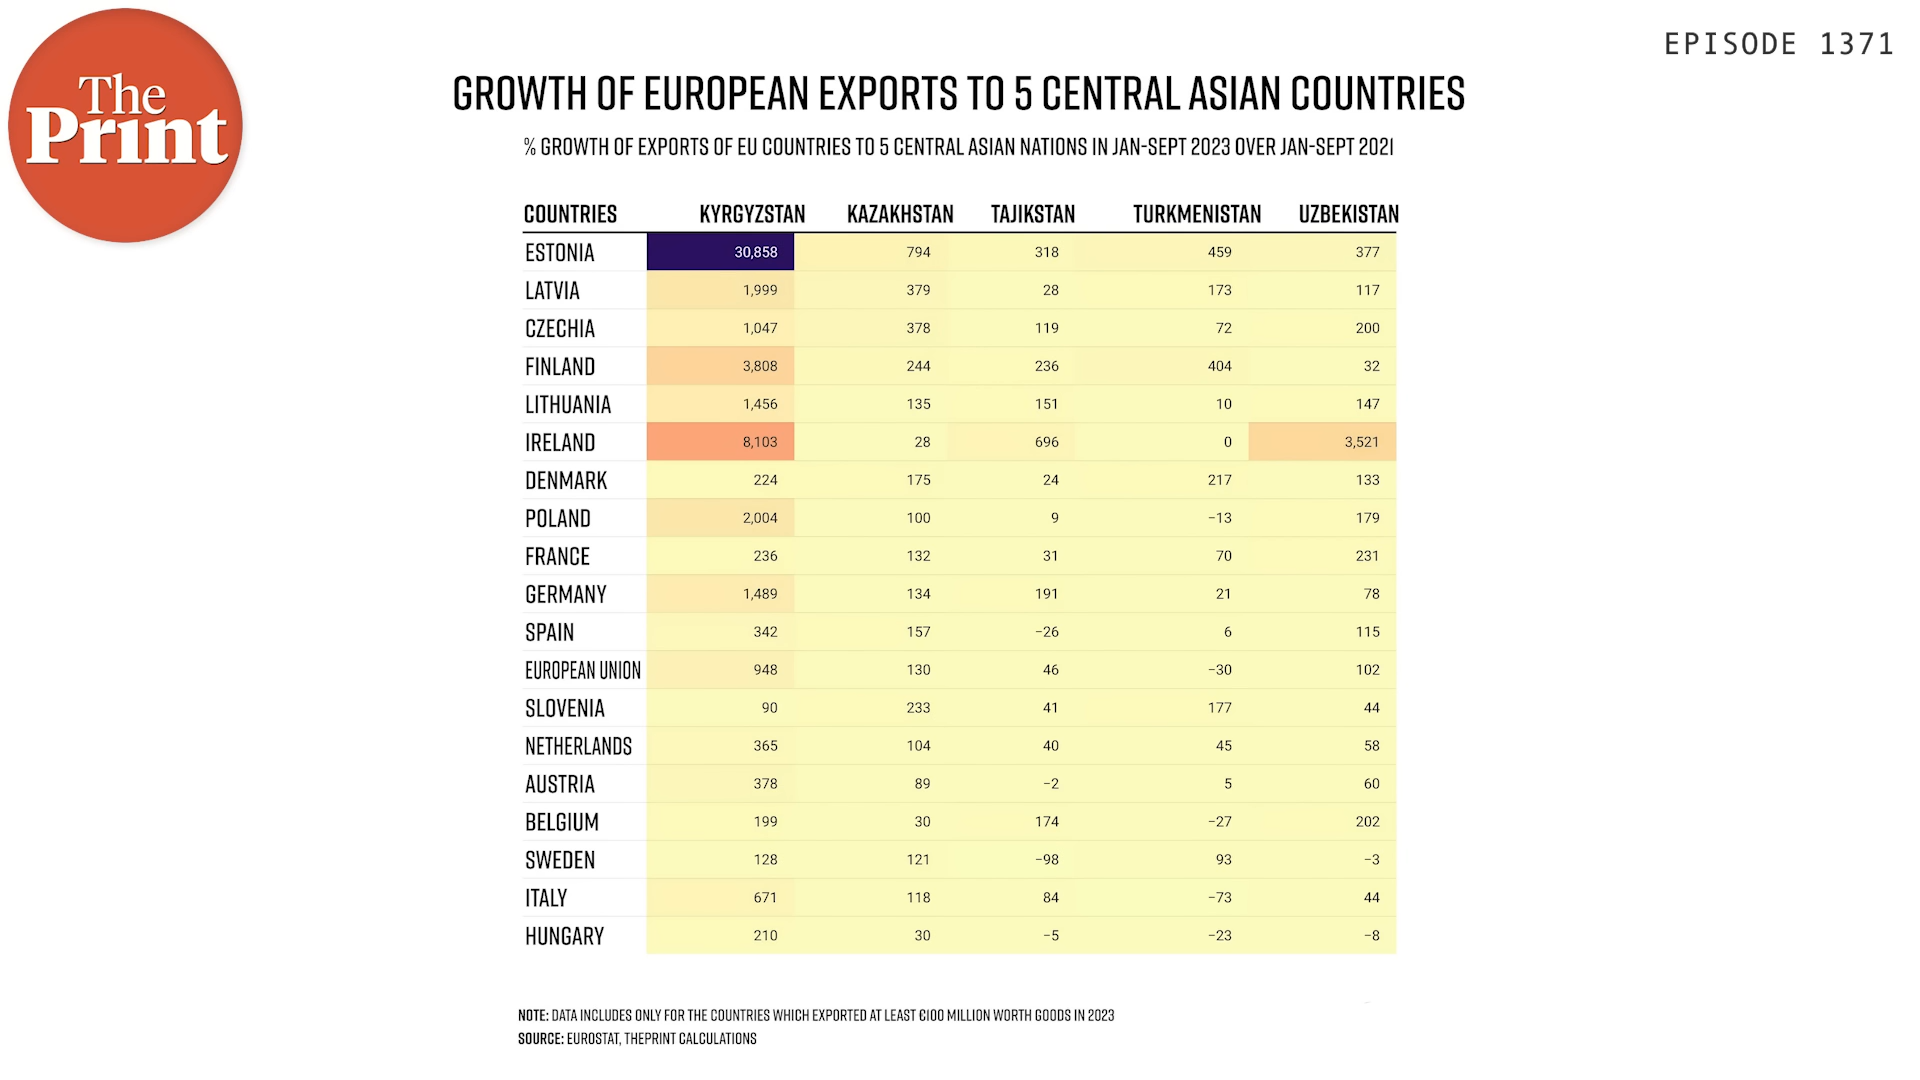 The
Print
EPISODE 1371
GROWTH OF EUROPEAN EXPORTS TO 5 CENTRAL ASIAN COUNTRIES
% GROWTH OF EXPORTS OF EU COUNTRIES TO 5 CENTRAL ASIAN NATIONS IN JAN-SEPT 2023 OVER JAN-SEPT 2021
COUNTRIES KYRGYZSTAN KAZAKHSTAN TAJIKSTAN TURKMENISTAN UZBEKISTAN
ESTONIA 30,858 794 318 459 377
LATVIA 1,999 379 28 173 117
CZECHIA 1,047 378 119 72 200
FINLAND 3,808 244 236 404 32
LITHUANIA 1,456 135 151 10 147
IRELAND 8,103 28 696 0 3,521
DENMARK 224 175 24 217 133
POLAND 2,004 100 9 −13 179
FRANCE 236 132 31 70 231
GERMANY 1,489 134 191 21 78
SPAIN 342 157 −26 6 115
EUROPEAN UNION 948 130 46 −30 102
SLOVENIA 90 233 41 177 44
NETHERLANDS 365 104 40 45 58
AUSTRIA 378 89 −2 5 60
BELGIUM 199 30 174 −27 202
SWEDEN 128 121 −98 93 −3
ITALY 671 118 84 −73 44
HUNGARY 210 30 −5 −23 −8
NOTE: DATA INCLUDES ONLY FOR THE COUNTRIES WHICH EXPORTED AT LEAST €100 MILLION WORTH GOODS IN 2023
SOURCE: EUROSTAT, THEPRINT CALCULATIONS